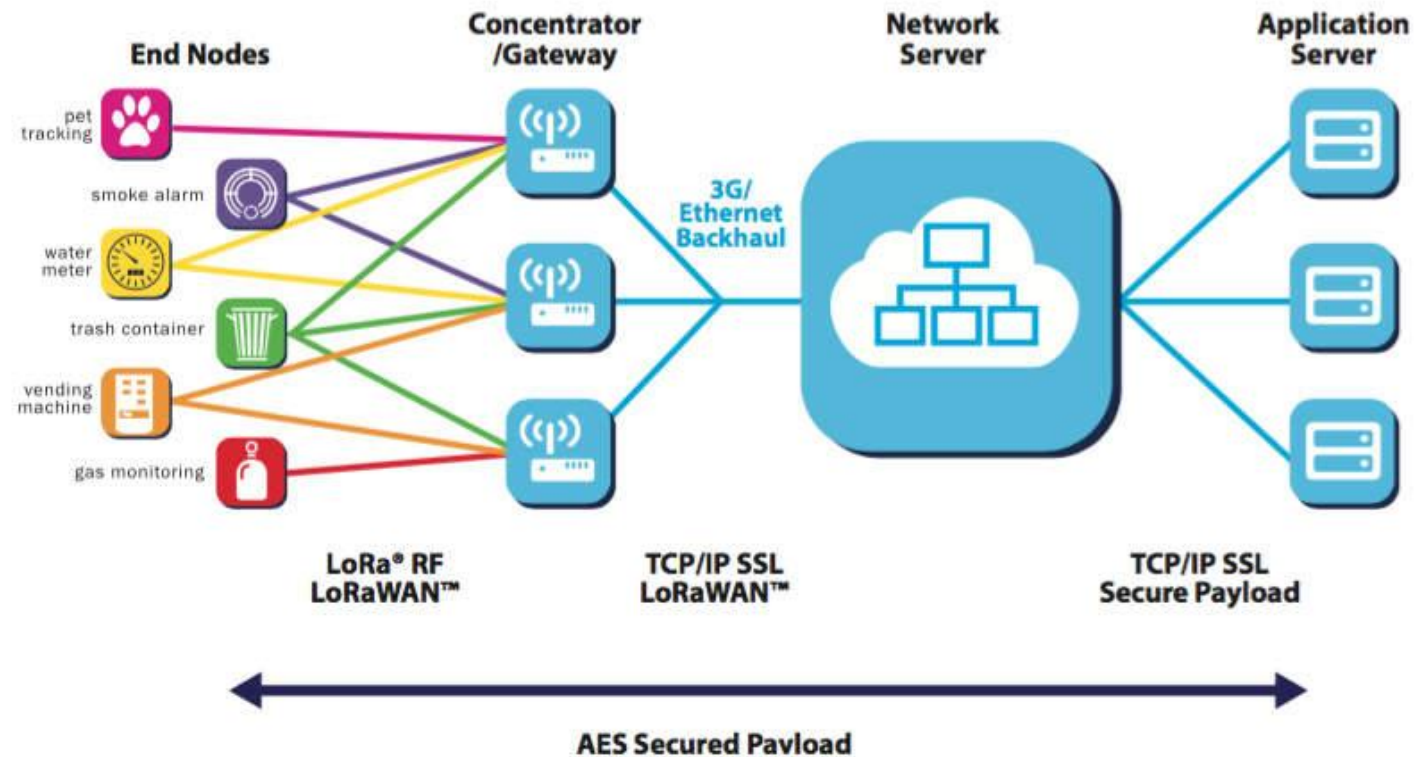 End Nodes
Concentrator
/Gateway
Network
Server
Application
Server
pet
tracking
smoke alarm
water
meter
trash container
vending
machine
gas monitoring
3G/
Ethernet
Backhaul
LoRa® RF
LoRaWAN™
TCP/IP SSL
LoRaWAN™
TCP/IP SSL
Secure Payload
AES Secured Payload